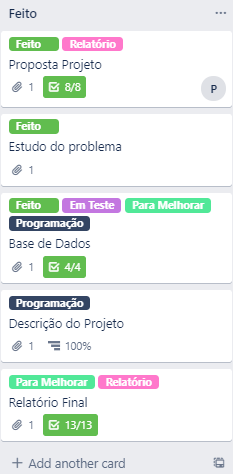 Feito ...
Feito Relatório
Proposta Projeto
1 8/8 P
Feito
Estudo do problema
1
Feito Em Teste Para Melhorar
Programação
Base de Dados
1 4/4
Programação
Descrição do Projeto
1 100%
Para Melhorar Relatório
Relatório Final
1 13/13
+ Add another card